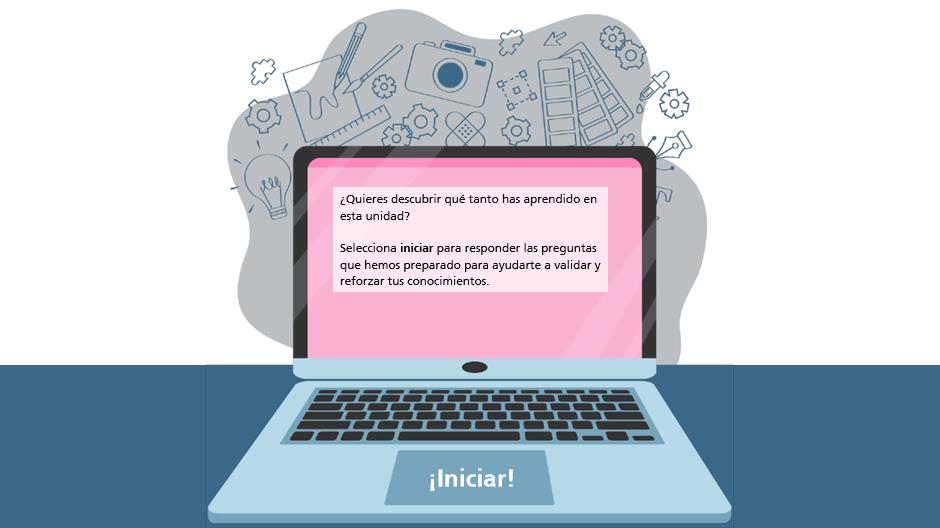 ¿Quieres descubrir qué tanto has aprendido en
esta unidad?
Selecciona iniciar para responder las preguntas
que hemos preparado para ayudarte a validar y
reforzar tus conocimientos.
¡Iniciar!